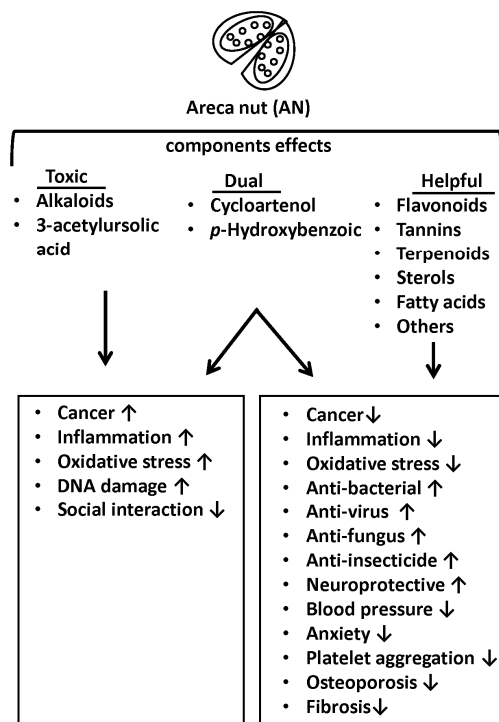 Areca nut (AN)
components effects
Toxic
• Alkaloids
• 3-acetylursolic
acid
Dual
• Cycloartenol
• p-Hydroxybenzoic
Helpful
• Flavonoids
• Tannins
• Terpenoids
• Sterols
• Fatty acids
• Others
• Cancer ↑
• Inflammation ↑
• Oxidative stress ↑
• DNA damage ↑
• Social interaction ↓
• Cancer↓
• Inflammation ↓
• Oxidative stress ↓
• Anti-bacterial ↑
• Anti-virus ↑
• Anti-fungus ↑
• Anti-insecticide ↑
• Neuroprotective ↑
• Blood pressure ↓
• Anxiety ↓
• Platelet aggregation ↓
• Osteoporosis ↓
• Fibrosis↓